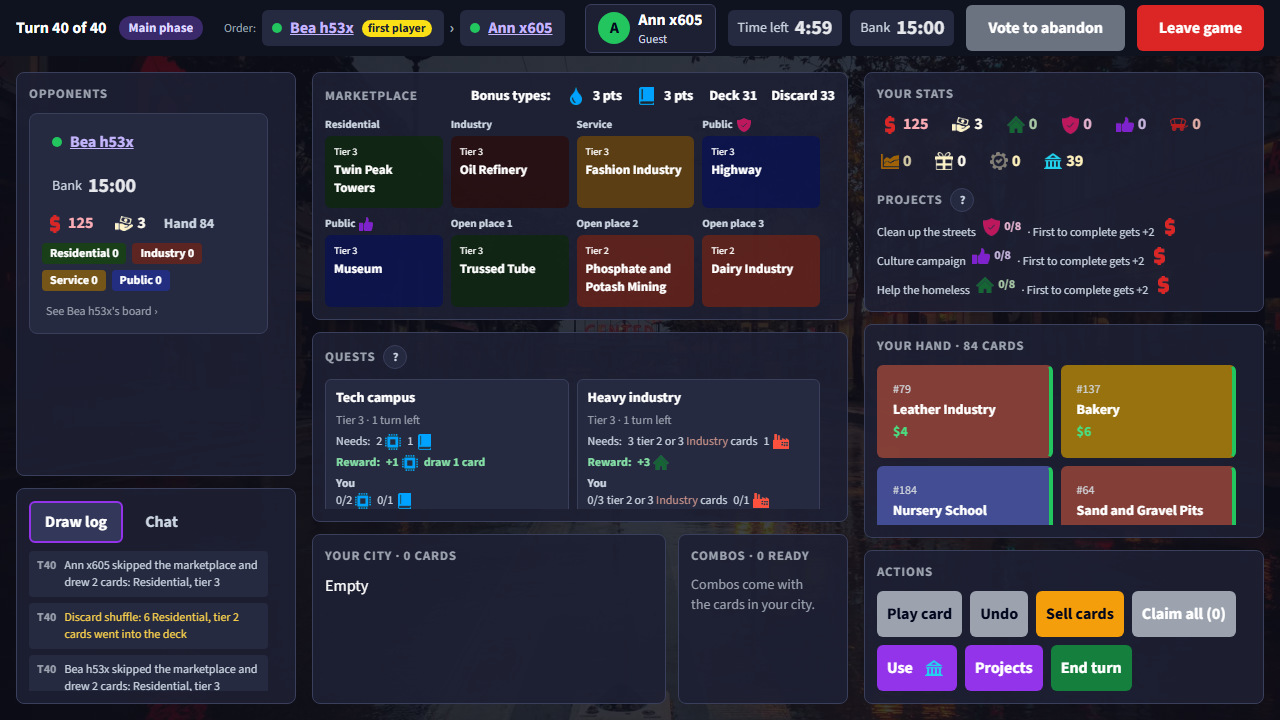 Turn 40 of 40
Main phase
Order:
Bea h53x
first player
›
Ann x605
A
Ann x605
Guest
Time left 4:59
Bank 15:00
Vote to abandon
Leave game
OPPONENTS
Bea h53x
Bank 15:00
125
3
Hand 84
Residential 0
Industry 0
Service 0
Public 0
See Bea h53x's board ›
Draw log
Chat
T40 Ann x605 skipped the marketplace and
drew 2 cards: Residential, tier 3
T40 Discard shuffle: 6 Residential, tier 2
cards went into the deck
T40 Bea h53x skipped the marketplace and
drew 2 cards: Residential, tier 3
MARKETPLACE
Bonus types:
3 pts
3 pts
Deck 31
Discard 33
Residential
Tier 3
Twin Peak
Towers
Industry
Tier 3
Oil Refinery
Service
Tier 3
Fashion Industry
Public
Tier 3
Highway
Public
Tier 3
Museum
Open place 1
Tier 3
Trussed Tube
Open place 2
Tier 2
Phosphate and
Potash Mining
Open place 3
Tier 2
Dairy Industry
QUESTS
?
Tech campus
Tier 3 · 1 turn left
Needs: 2 1
Reward: +1 draw 1 card
You
0/2 0/1
Heavy industry
Tier 3 · 1 turn left
Needs: 3 tier 2 or 3 Industry cards 1
Reward: +3
You
0/3 tier 2 or 3 Industry cards 0/1
YOUR CITY · 0 CARDS
Empty
COMBOS · 0 READY
Combos come with
the cards in your city.
YOUR STATS
125
3
0
0
0
0
0
0
0
39
PROJECTS
?
Clean up the streets 0/8 · First to complete gets +2
Culture campaign 0/8 · First to complete gets +2
Help the homeless 0/8 · First to complete gets +2
YOUR HAND · 84 CARDS
#79
Leather Industry
$4
#137
Bakery
$6
#184
Nursery School
#64
Sand and Gravel Pits
ACTIONS
Play card
Undo
Sell cards
Claim all (0)
Use
Projects
End turn